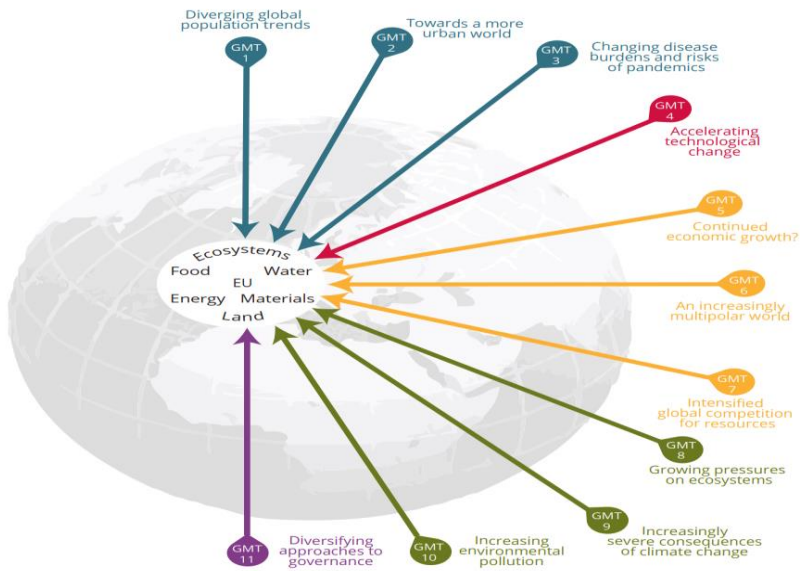 GMT
1
Diverging global
population trends
GMT
2
Towards a more
urban world
GMT
3
Changing disease
burdens and risks
of pandemics
GMT
4
Accelerating
technological
change
GMT
5
Continued
economic growth?
GMT
6
An increasingly
multipolar world
GMT
7
Intensified
global competition
for resources
GMT
8
Growing pressures
on ecosystems
GMT
9
Increasingly
severe consequences
of climate change
GMT
10
Increasing
environmental
pollution
GMT
11
Diversifying
approaches to
governance
Ecosystems
Food Water
EU
Energy Materials
Land